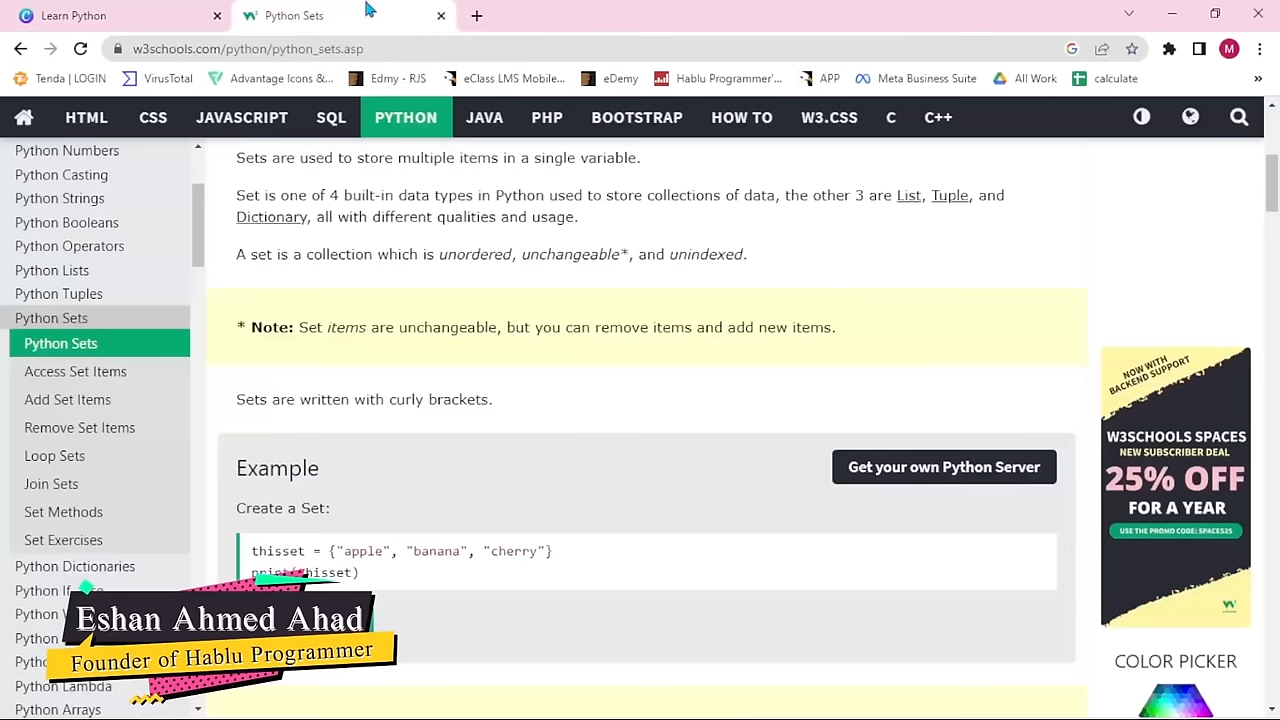 Learn Python
Python Sets
w3schools.com/python/python_sets.asp
M
Tenda | LOGIN
VirusTotal
Advantage Icons &...
Edmy - RJS
eClass LMS Mobile...
eDemy
Hablu Programmer'...
APP
Meta Business Suite
All Work
calculate
»
HTML
CSS
JAVASCRIPT
SQL
PYTHON
JAVA
PHP
BOOTSTRAP
HOW TO
W3.CSS
C
C++
Python Numbers
Python Casting
Python Strings
Python Booleans
Python Operators
Python Lists
Python Tuples
Python Sets
Python Sets
Access Set Items
Add Set Items
Remove Set Items
Loop Sets
Join Sets
Set Methods
Set Exercises
Python Dictionaries
Python
Python
Python Lambda
Python Arrays
Sets are used to store multiple items in a single variable.
Set is one of 4 built-in data types in Python used to store collections of data, the other 3 are List, Tuple, and
Dictionary, all with different qualities and usage.
A set is a collection which is unordered, unchangeable*, and unindexed.
* Note: Set items are unchangeable, but you can remove items and add new items.
Sets are written with curly brackets.
Example
Get your own Python Server
Create a Set:
thisset = {"apple", "banana", "cherry"}
print(thisset)
Eshan Ahmed Ahad
Founder of Hablu Programmer
NOW WITH
BACKEND SUPPORT
W3SCHOOLS SPACES
NEW SUBSCRIBER DEAL
25% OFF
FOR A YEAR
USE THE PROMO CODE: SPACES25
COLOR PICKER